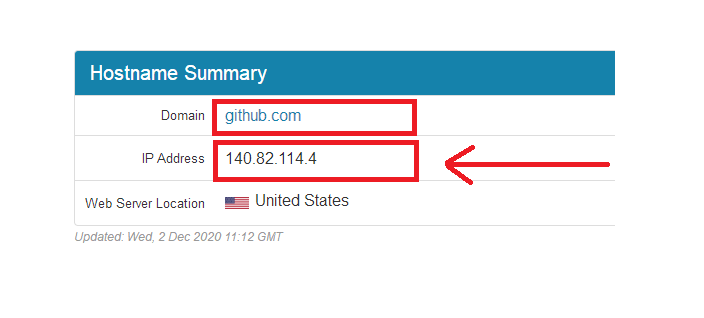 Hostname Summary
Domain github.com
IP Address 140.82.114.4
Web Server Location United States
Updated: Wed, 2 Dec 2020 11:12 GMT